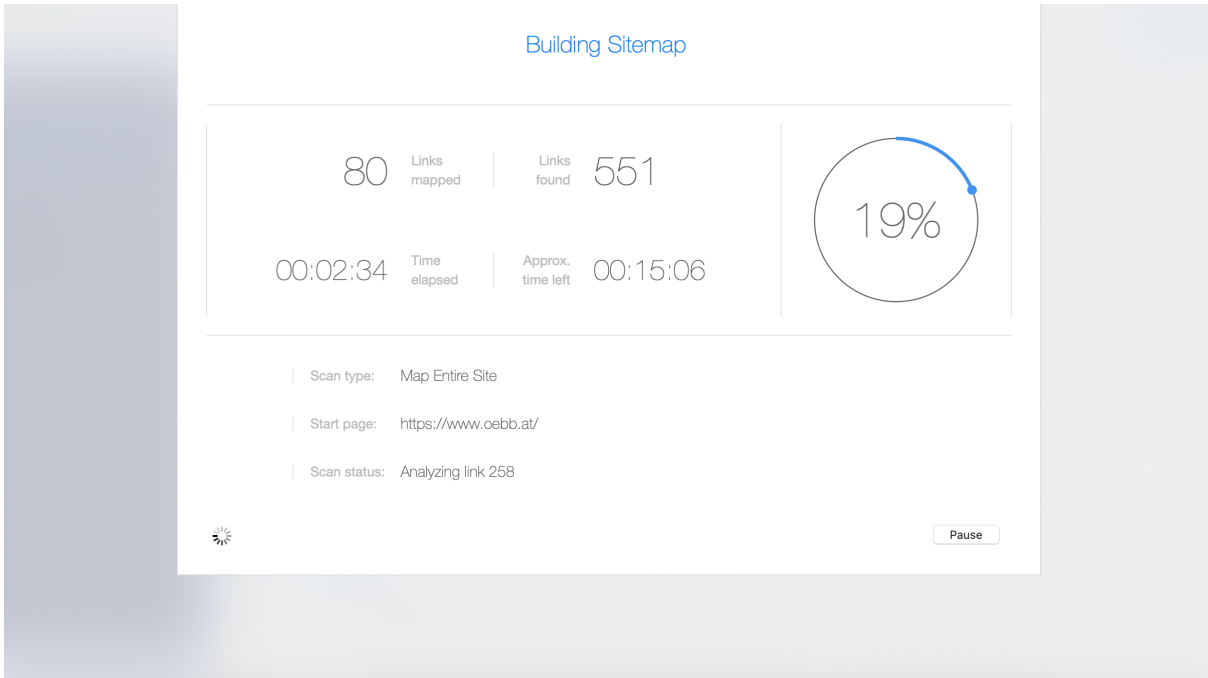 Building Sitemap
80 Links mapped
Links found 551
00:02:34 Time elapsed
Approx. time left 00:15:06
19%
Scan type: Map Entire Site
Start page: https://www.oebb.at/
Scan status: Analyzing link 258
Pause